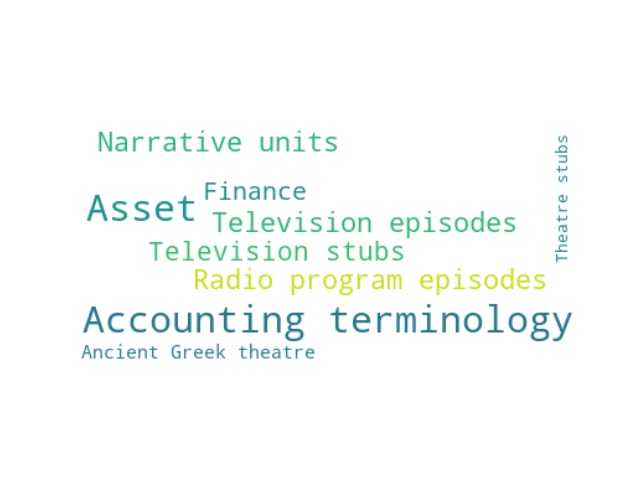 Narrative units
Theatre stubs
Finance
Asset
Television episodes
Television stubs
Radio program episodes
Accounting terminology
Ancient Greek theatre